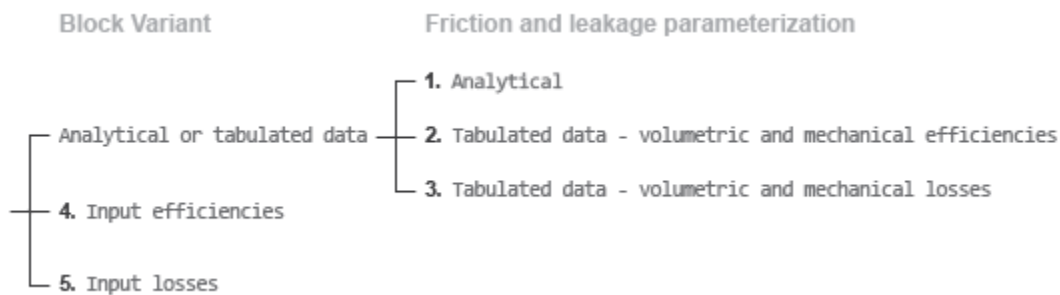 Block Variant
Friction and leakage parameterization
1. Analytical
Analytical or tabulated data
2. Tabulated data - volumetric and mechanical efficiencies
3. Tabulated data - volumetric and mechanical losses
4. Input efficiencies
5. Input losses